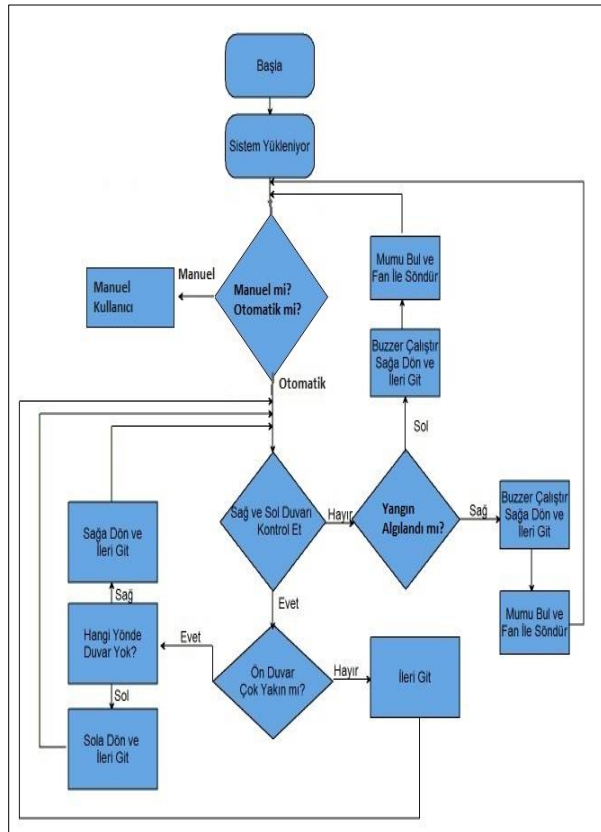 Başla
Sistem Yükleniyor
Mumu Bul ve
Fan İle Söndür
Manuel
Manuel
Kullanıcı
Manuel mi?
Otomatik mi?
Buzzer Çalıştır
Sağa Dön ve
İleri Git
Otomatik
Sol
Sağa Dön ve
İleri Git
Sağ ve Sol Duvarı
Kontrol Et
Hayır
Yangın
Algılandı mı?
Sağ
Buzzer Çalıştır
Sağa Dön ve
İleri Git
Sağ
Evet
Hangi Yönde
Duvar Yok?
Evet
Mumu Bul ve
Fan İle Söndür
Ön Duvar
Çok Yakın mı?
Hayır
İleri Git
Sol
Sola Dön ve
İleri Git